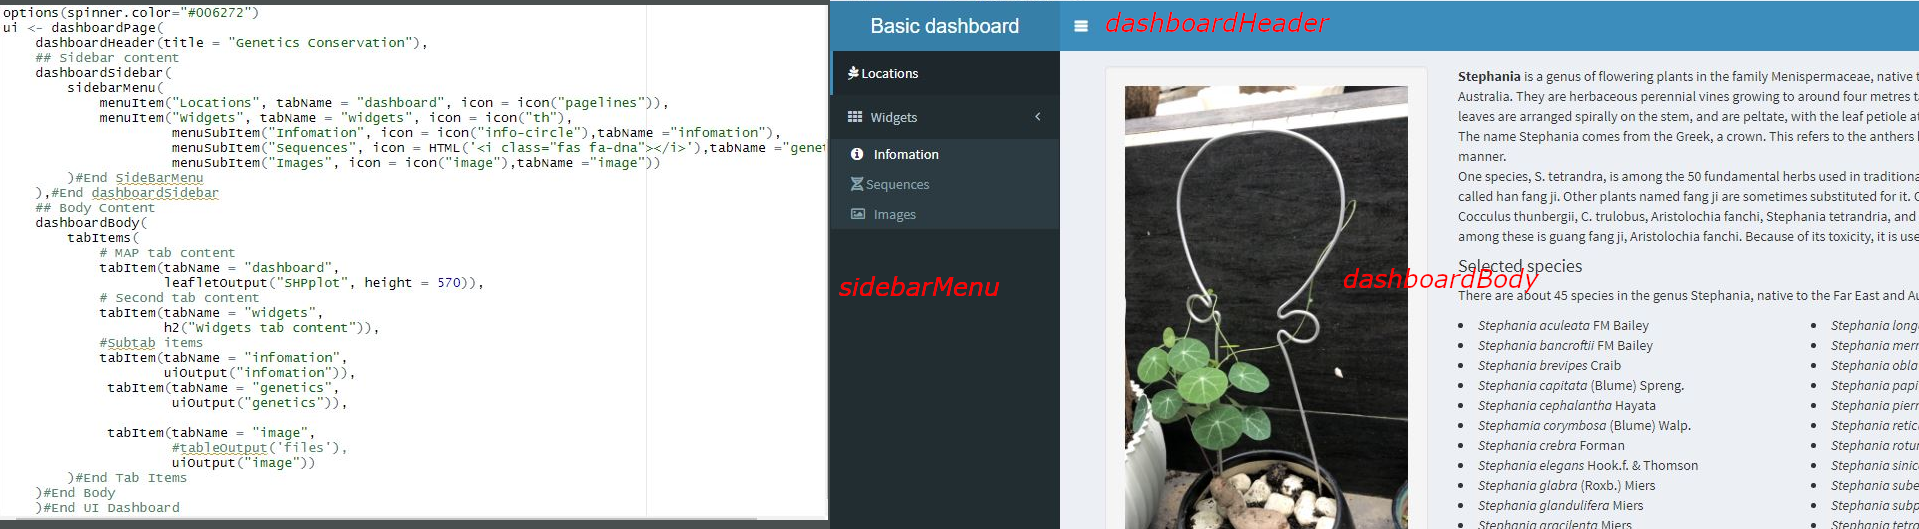 options(spinner.color="#006272")
ui <- dashboardPage(
dashboardHeader(title = "Genetics Conservation"),
## Sidebar content
dashboardSidebar(
sidebarMenu(
menuItem("Locations", tabName = "dashboard", icon = icon("pagelines")),
menuItem("Widgets", tabName = "widgets", icon = icon("th"),
menuSubItem("Infomation", icon = icon("info-circle"),tabName ="infomation"),
menuSubItem("Sequences", icon = HTML('<i class="fas fa-dna"></i>'),tabName ="genet
menuSubItem("Images", icon = icon("image"),tabName ="image"))
)#End SideBarMenu
),#End dashboardSidebar
## Body Content
dashboardBody(
tabItems(
# MAP tab content
tabItem(tabName = "dashboard",
leafletOutput("SHPplot", height = 570)),
# Second tab content
tabItem(tabName = "widgets",
h2("Widgets tab content")),
#Subtab items
tabItem(tabName = "infomation",
uiOutput("infomation")),
tabItem(tabName = "genetics",
uiOutput("genetics")),
tabItem(tabName = "image",
#tableOutput('files'),
uiOutput("image"))
)#End Tab Items
)#End Body
)#End UI Dashboard
Basic dashboard
dashboardHeader
Locations
Widgets
Infomation
Sequences
Images
sidebarMenu
Stephania is a genus of flowering plants in the family Menispermaceae, native t
Australia. They are herbaceous perennial vines growing to around four metres t
leaves are arranged spirally on the stem, and are peltate, with the leaf petiole at
The name Stephania comes from the Greek, a crown. This refers to the anthers
manner.
One species, S. tetrandra, is among the 50 fundamental herbs used in traditiona
called han fang ji. Other plants named fang ji are sometimes substituted for it.
Cocculus thunbergii, C. trulobus, Aristolochia fanchi, Stephania tetrandria, and
among these is guang fang ji, Aristolochia fanchi. Because of its toxicity, it is use
Selected species
dashboardBody
There are about 45 species in the genus Stephania, native to the Far East and Au
Stephania aculeata FM Bailey
Stephania bancroftii FM Bailey
Stephania brevipes Craib
Stephania capitata (Blume) Spreng.
Stephania cephalantha Hayata
Stephamia corymbosa (Blume) Walp.
Stephania crebra Forman
Stephania elegans Hook.f. & Thomson
Stephania glabra (Roxb.) Miers
Stephania glandulifera Miers
Stephania gracilenta Miers
Stephania long
Stephania merr
Stephania obla
Stephania papi
Stephania pierr
Stephania retic
Stephania rotur
Stephania sinic
Stephania sube
Stephania subp
Stephania tetr